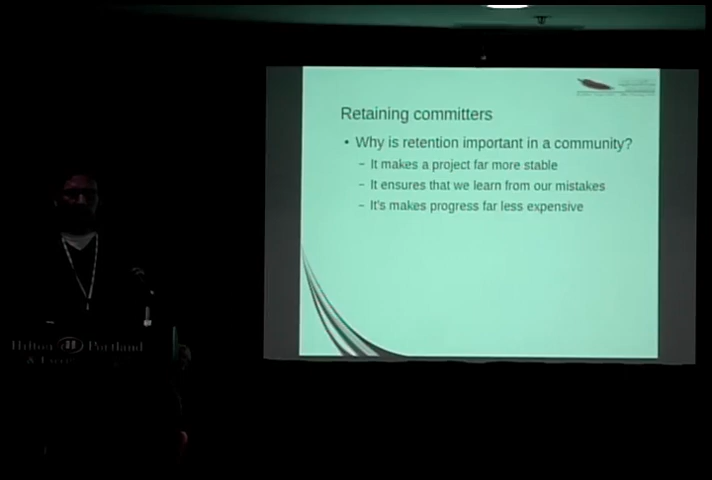 Retaining committers
• Why is retention important in a community?
– It makes a project far more stable
– It ensures that we learn from our mistakes
– It's makes progress far less expensive
Hilton Portland
&